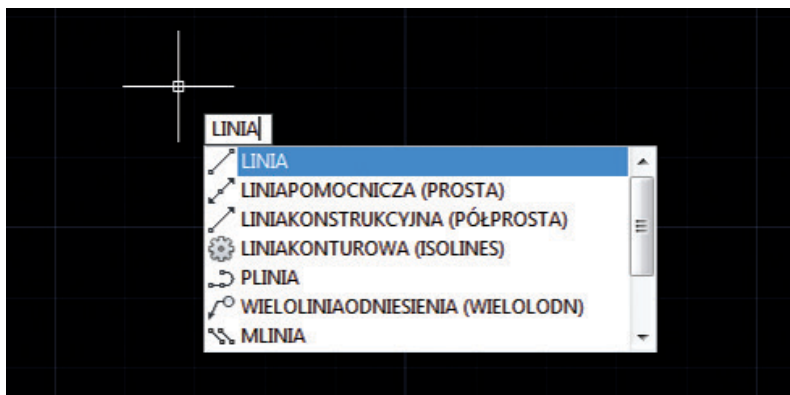 LINIA
LINIA
LINIAPOMOCNICZA (PROSTA)
LINIAKONSTRUKCYJNA (PÓŁPROSTA)
LINIAKONTUROWA (ISOLINES)
PLINIA
WIELOLINIAODNIESIENIA (WIELOLODN)
MLINIA